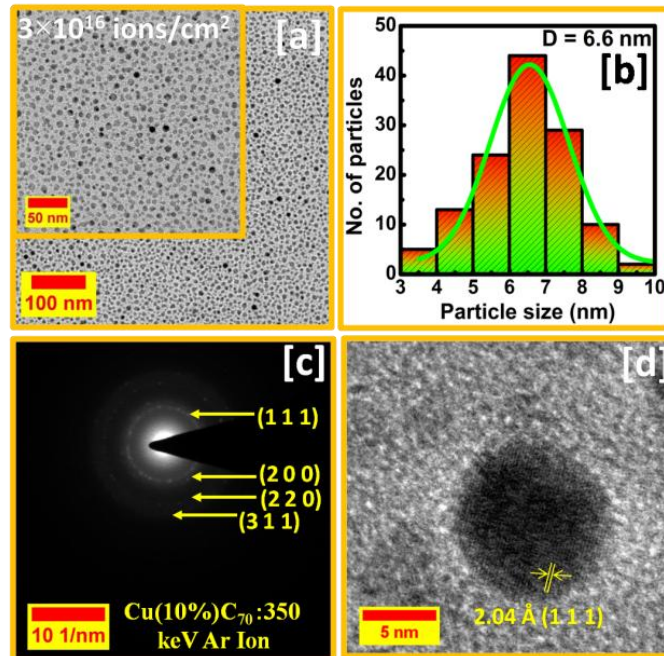 3×10¹⁶ ions/cm²
[a]
50 nm
100 nm
D = 6.6 nm
[b]
No. of particles
50
40
30
20
10
0
3 4 5 6 7 8 9 10
Particle size (nm)
[c]
(1 1 1)
(2 0 0)
(2 2 0)
(3 1 1)
10 1/nm
Cu(10%)C₇₀:350
keV Ar Ion
[d]
2.04 Å (1 1 1)
5 nm